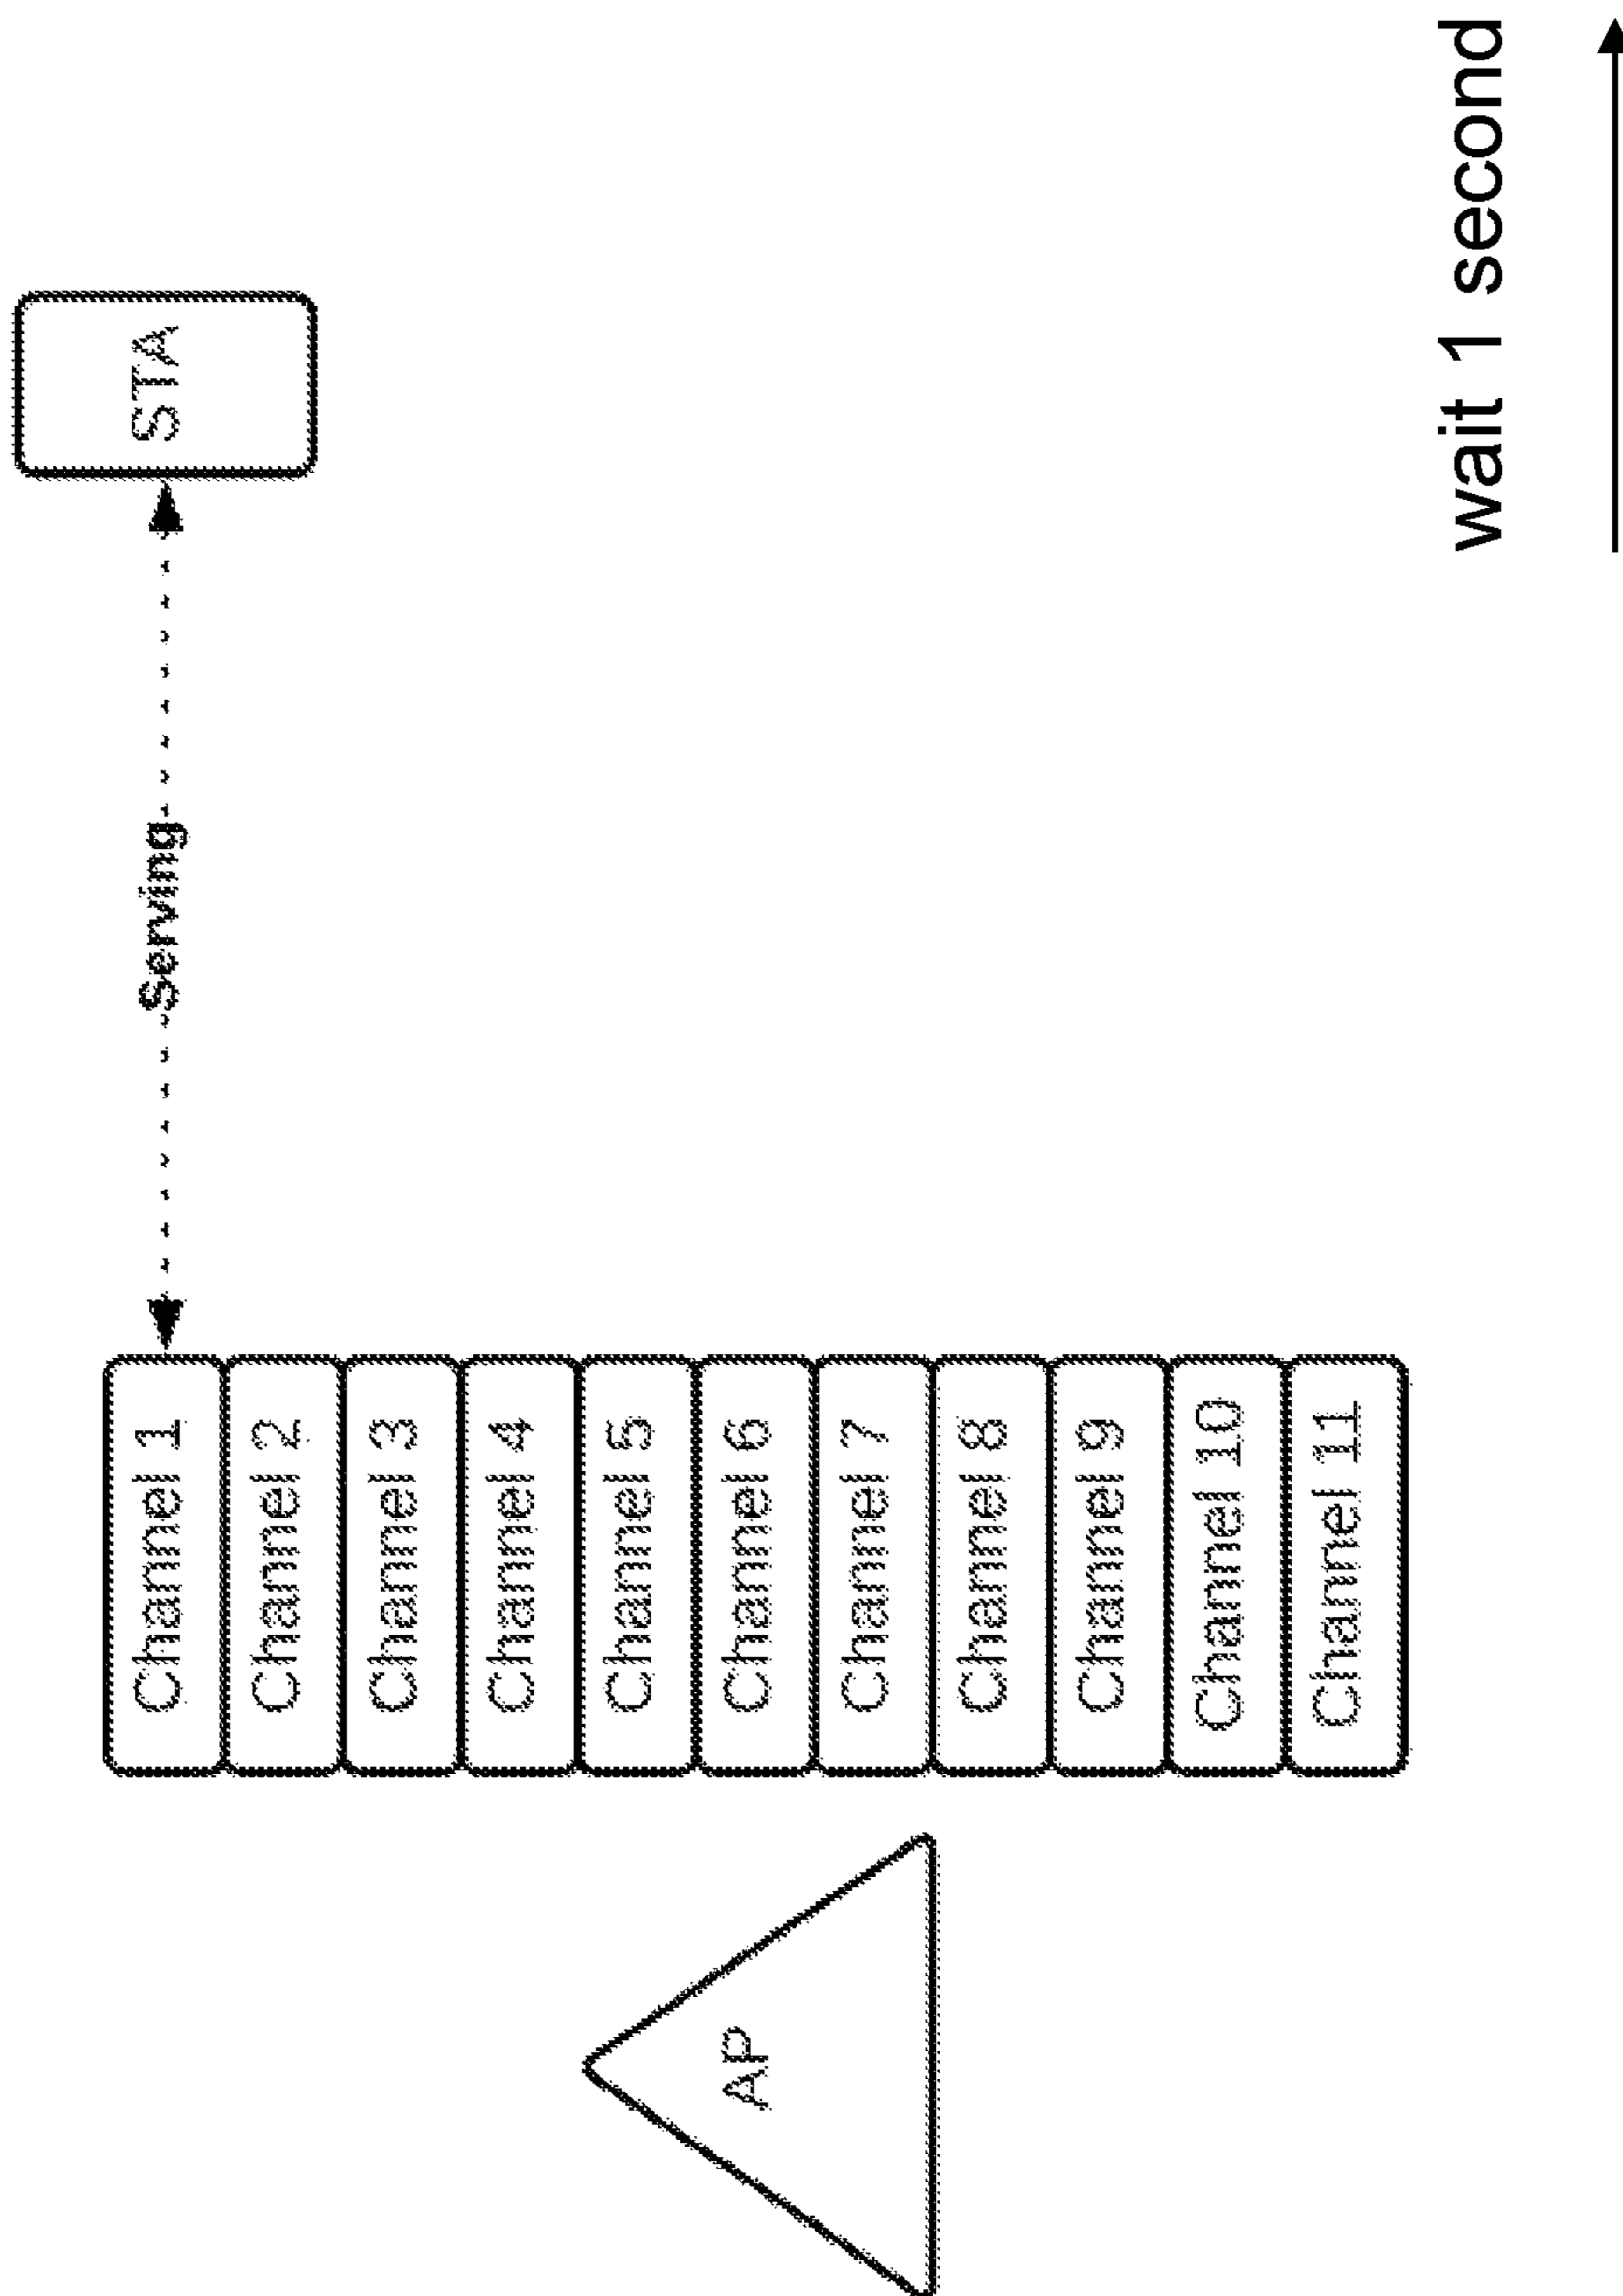 AP
Channel 1
Channel 2
Channel 3
Channel 4
Channel 5
Channel 6
Channel 7
Channel 8
Channel 9
Channel 10
Channel 11
Serving
STA
wait 1 second